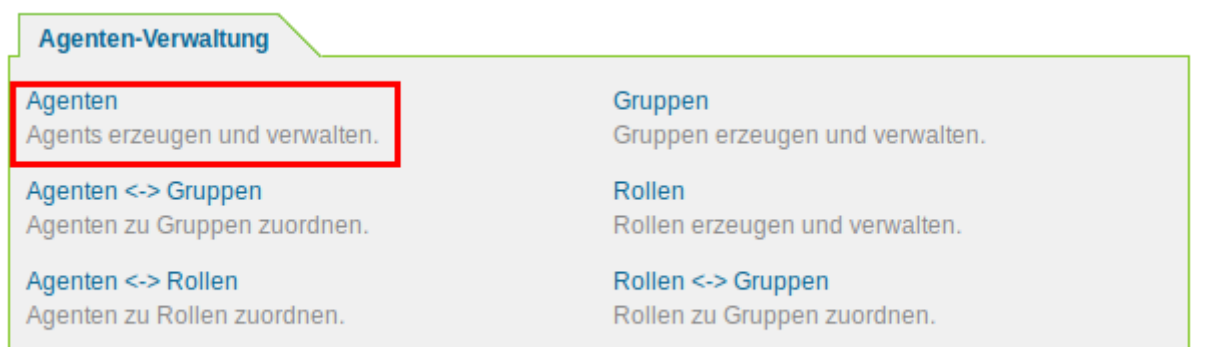 Agenten-Verwaltung
Agenten
Agents erzeugen und verwalten.
Gruppen
Gruppen erzeugen und verwalten.
Agenten <-> Gruppen
Agenten zu Gruppen zuordnen.
Rollen
Rollen erzeugen und verwalten.
Agenten <-> Rollen
Agenten zu Rollen zuordnen.
Rollen <-> Gruppen
Rollen zu Gruppen zuordnen.